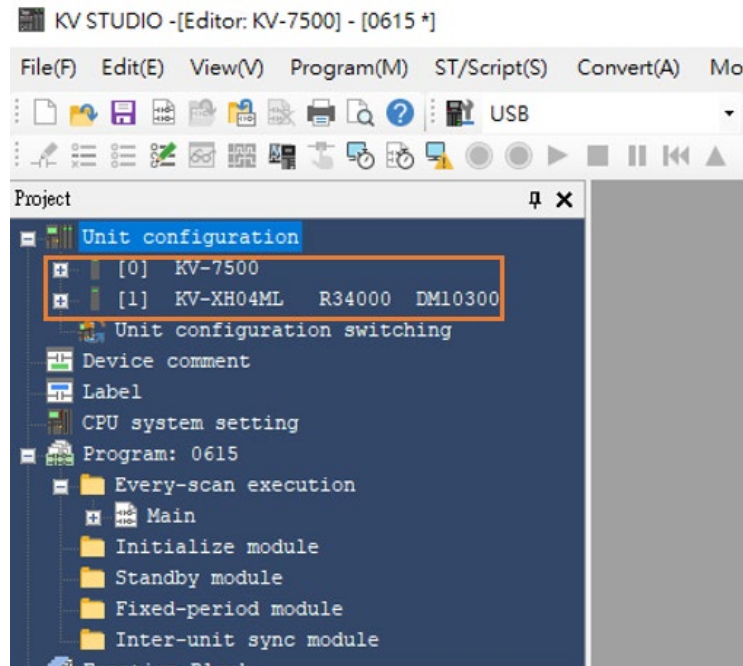 KV STUDIO -[Editor: KV-7500] - [0615 *]
File(F) Edit(E) View(V) Program(M) ST/Script(S) Convert(A) Mo
USB
Project
Unit configuration
[0] KV-7500
[1] KV-XH04ML R34000 DM10300
Unit configuration switching
Device comment
Label
CPU system setting
Program: 0615
Every-scan execution
Main
Initialize module
Standby module
Fixed-period module
Inter-unit sync module